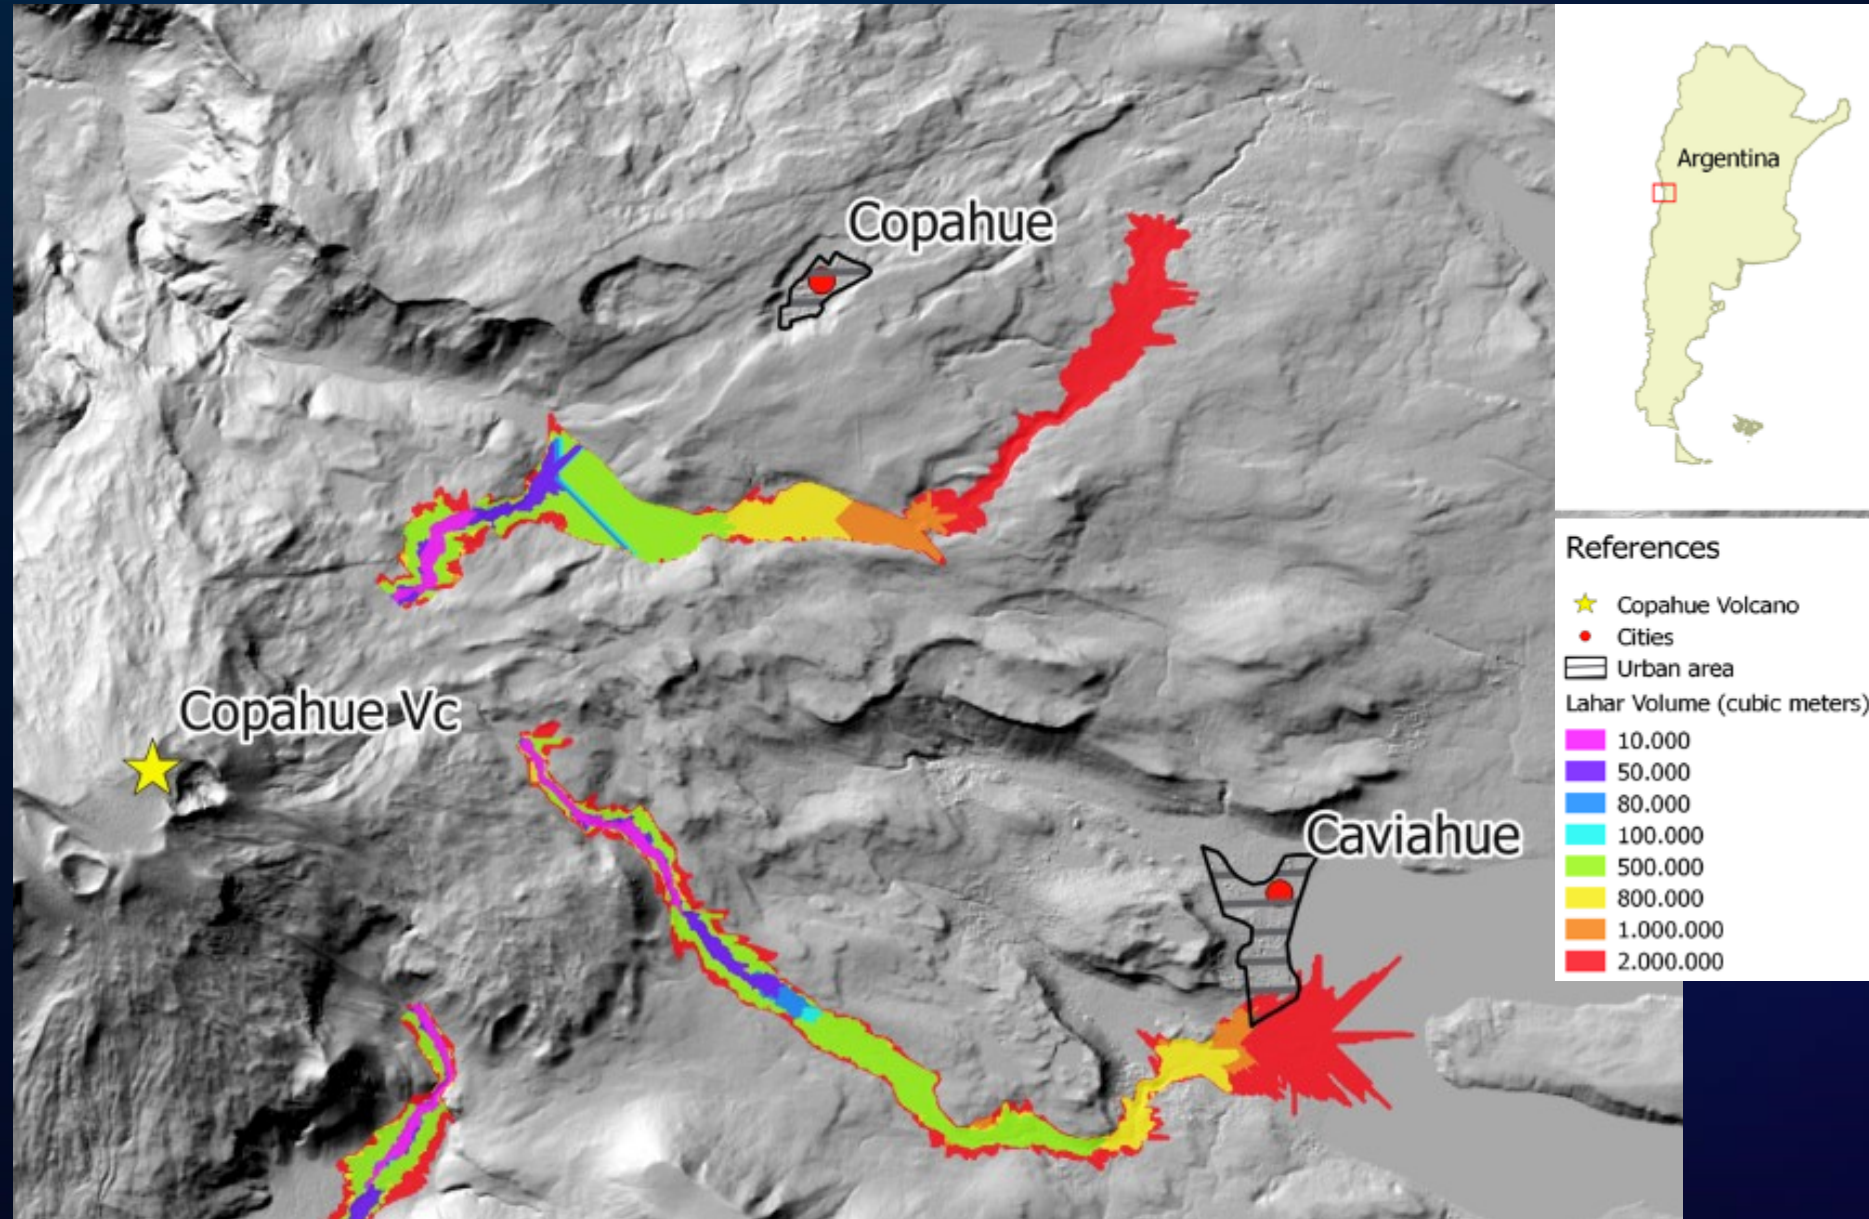 Copahue
Copahue Vc
Caviahue
Argentina
References
Copahue Volcano
Cities
Urban area
Lahar Volume (cubic meters)
10.000
50.000
80.000
100.000
500.000
800.000
1.000.000
2.000.000